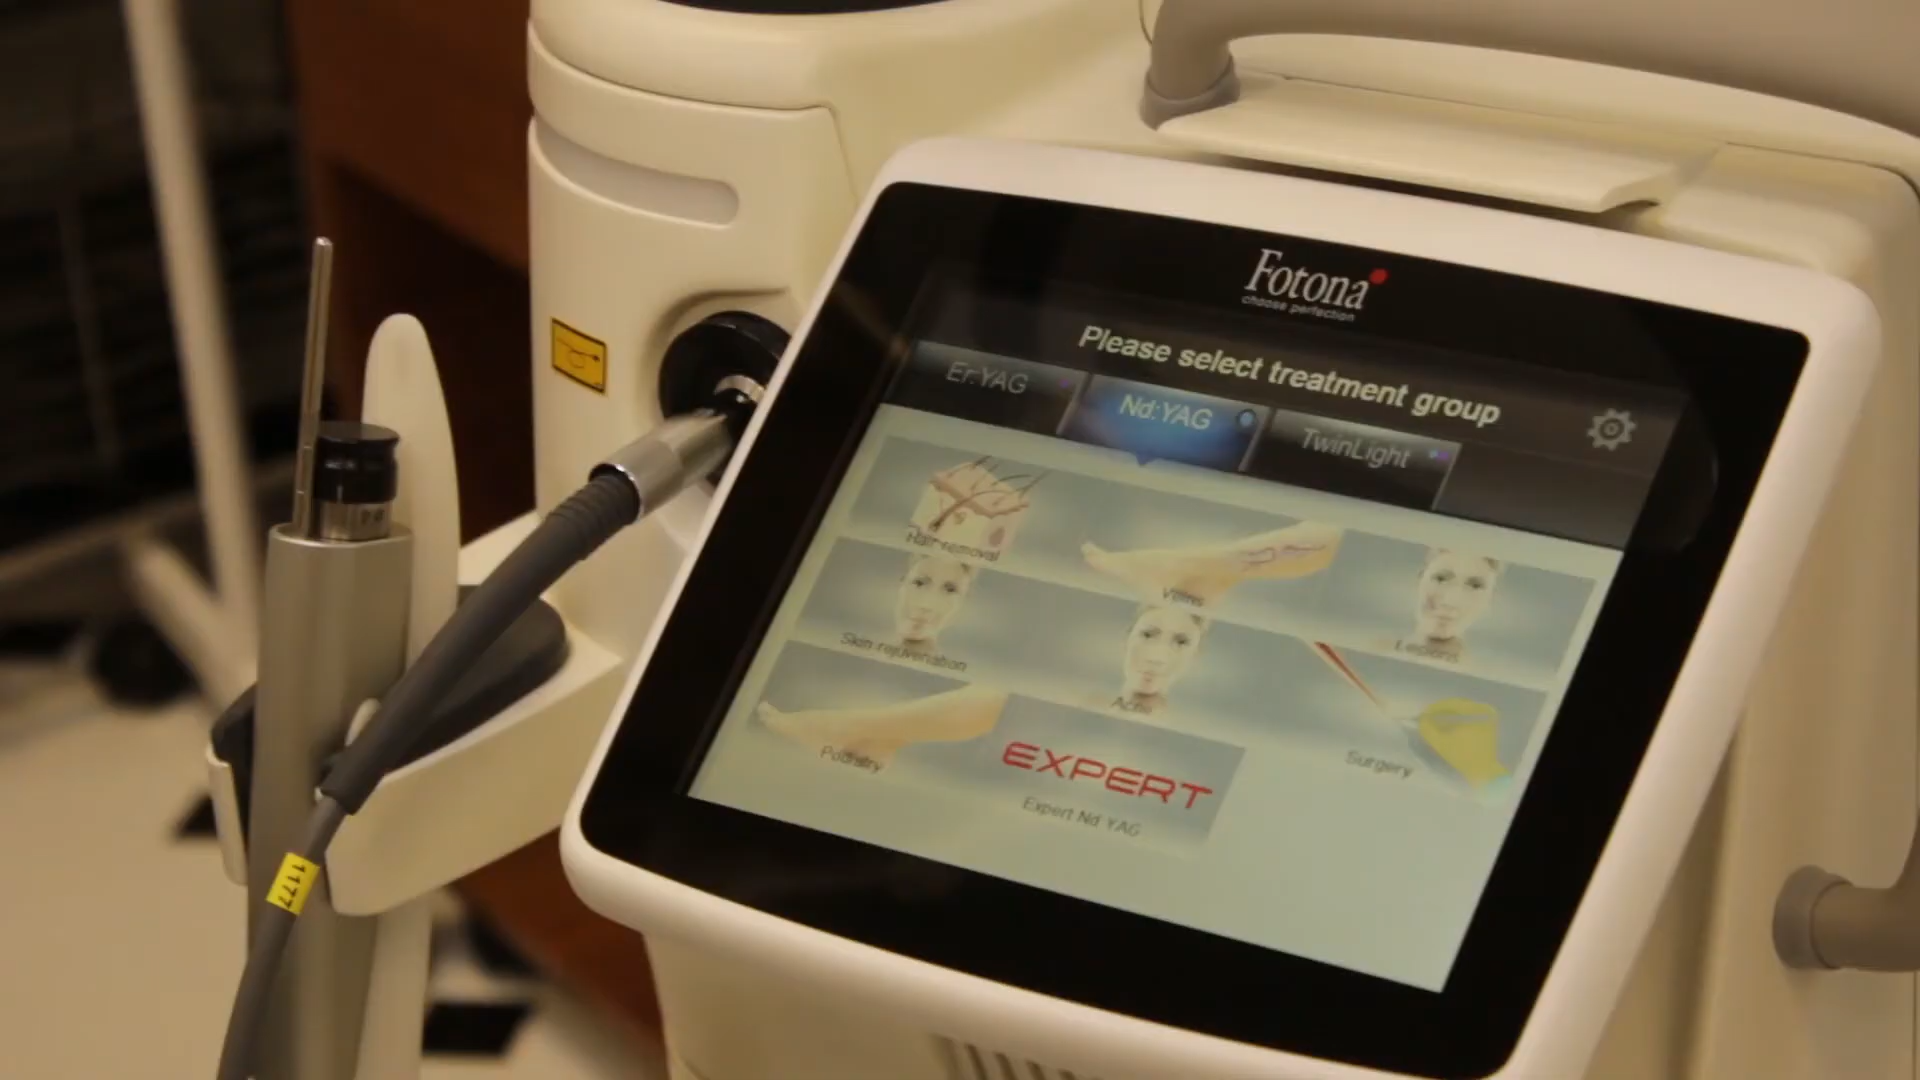 Fotona
choose perfection
Please select treatment group
Er:YAG
Nd:YAG
TwinLight
Hair removal
Veins
Skin rejuvenation
Acne
Surgery
Podiatry
EXPERT
Expert Nd YAG
1177